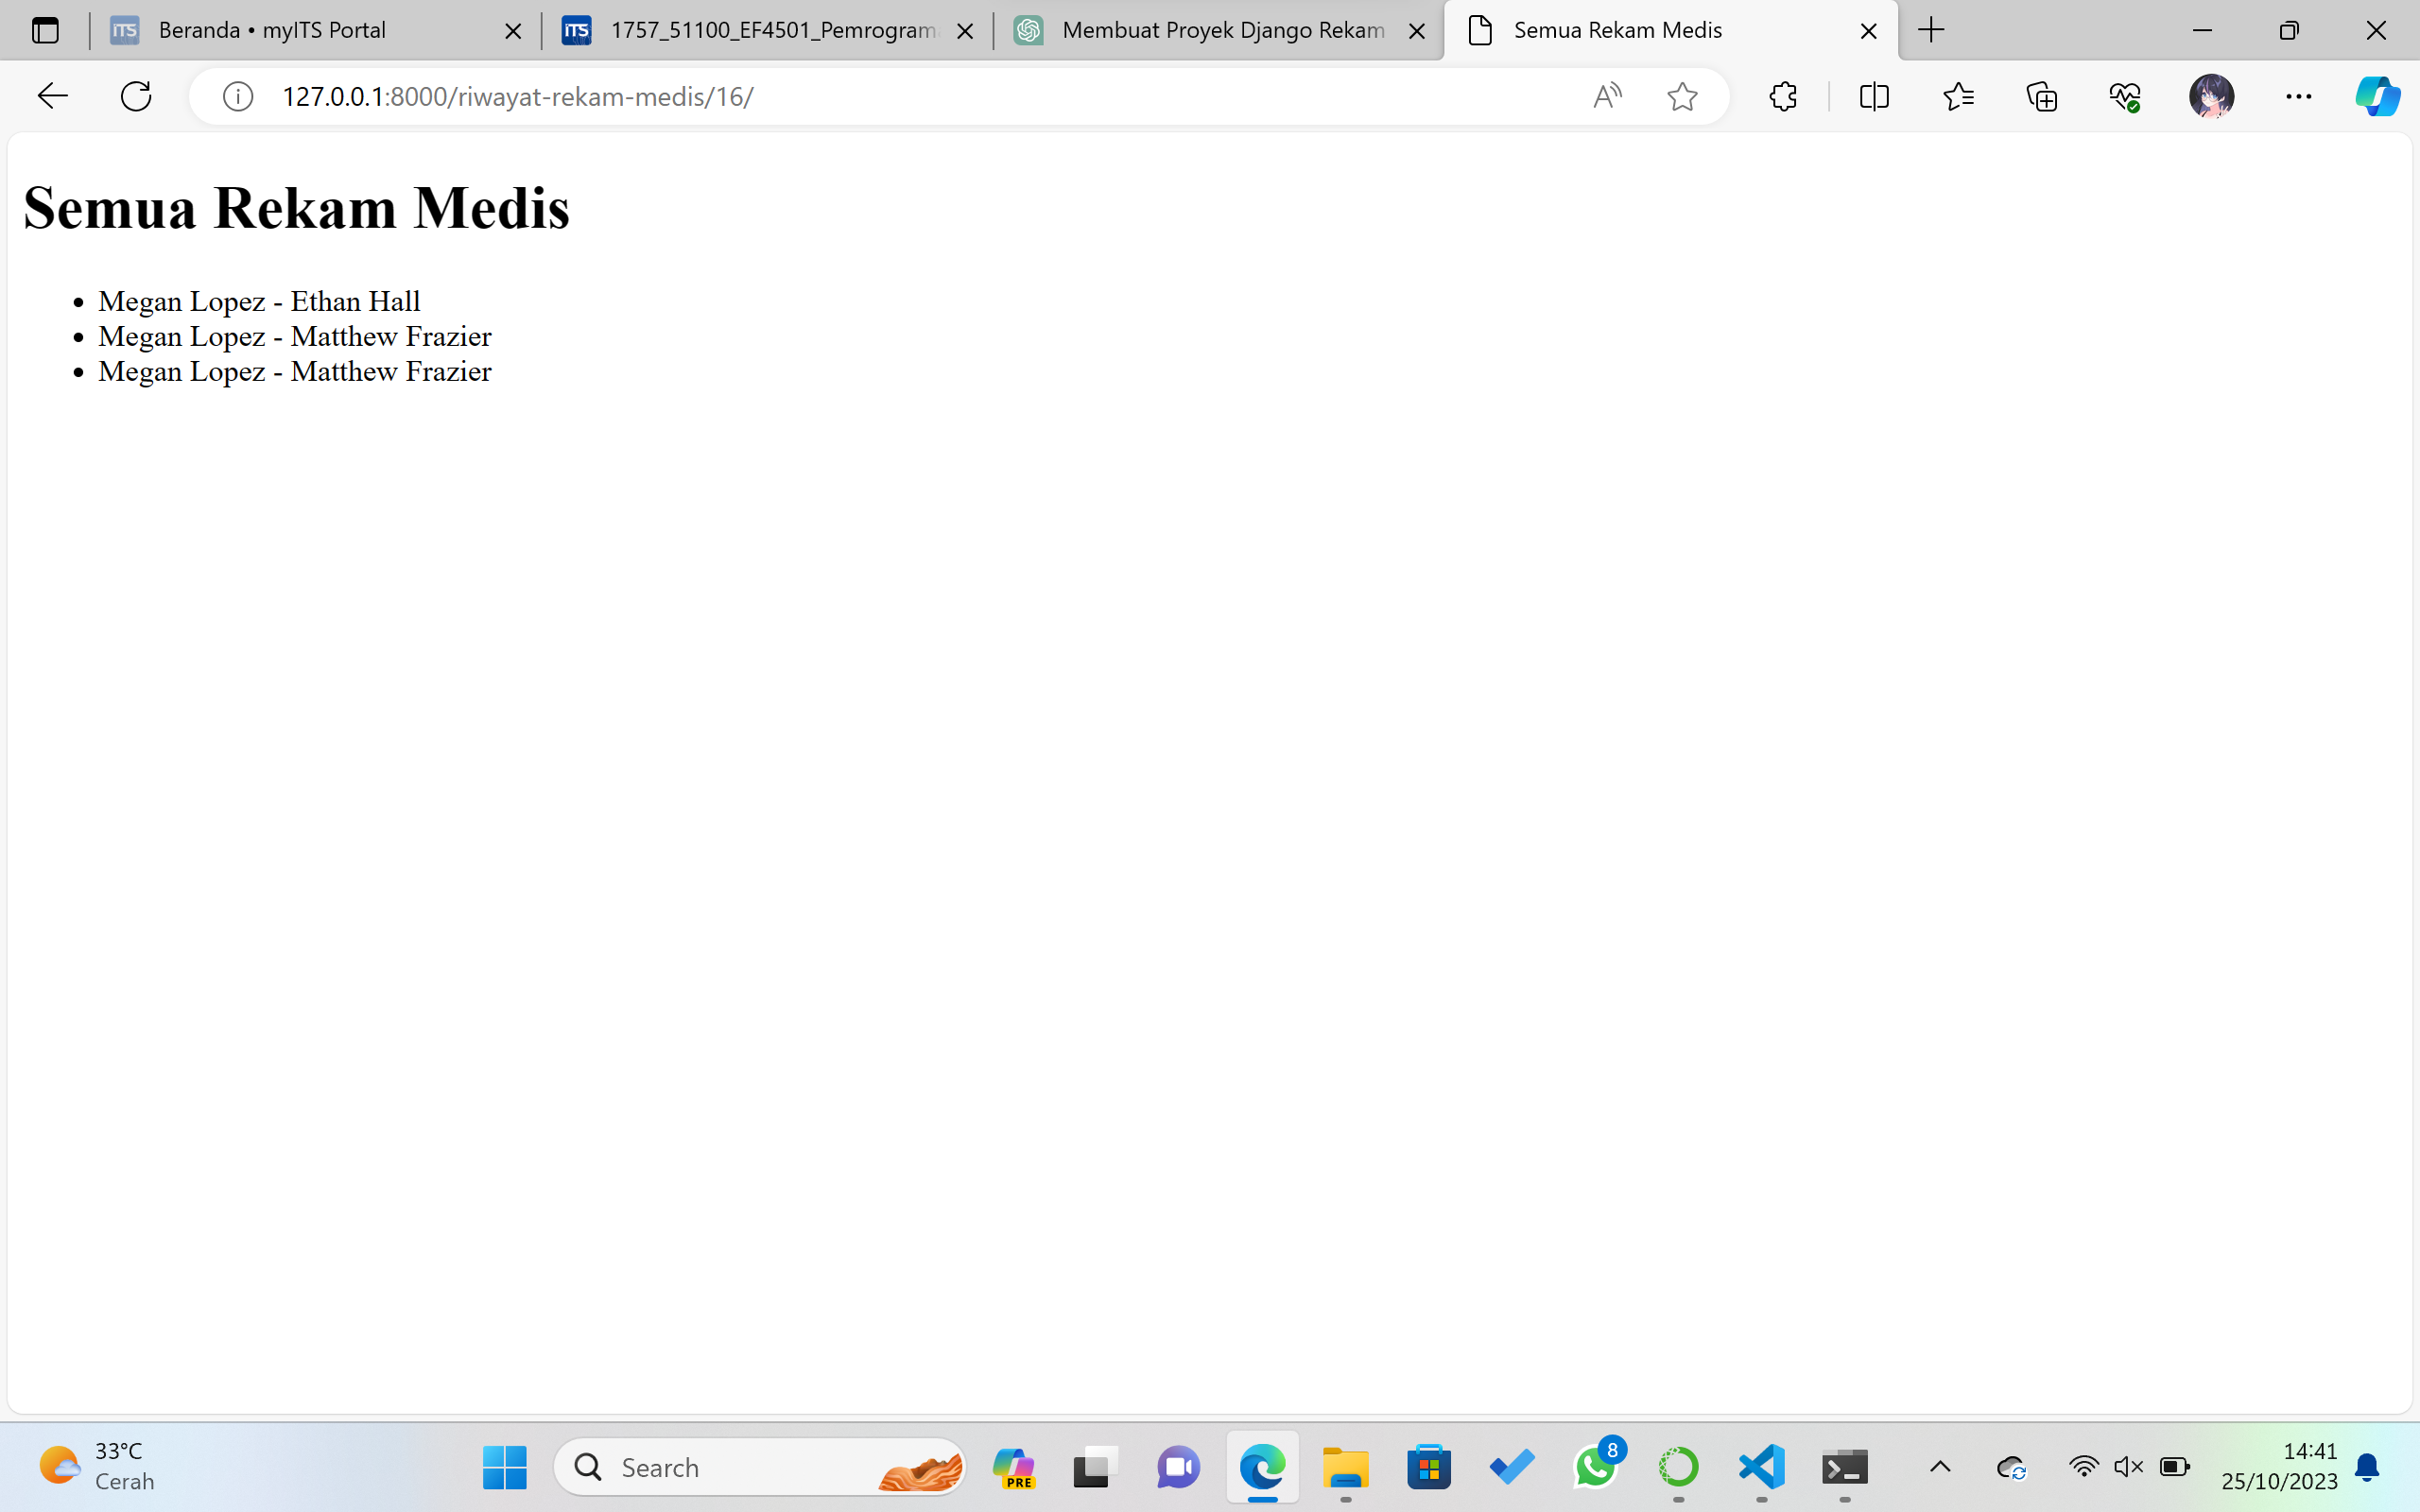 Beranda • myITS Portal
1757_51100_EF4501_Pemrogram
Membuat Proyek Django Rekam
Semua Rekam Medis
127.0.0.1:8000/riwayat-rekam-medis/16/
Semua Rekam Medis
• Megan Lopez - Ethan Hall
• Megan Lopez - Matthew Frazier
• Megan Lopez - Matthew Frazier
33°C
Cerah
Search
PRE
8
14:41
25/10/2023